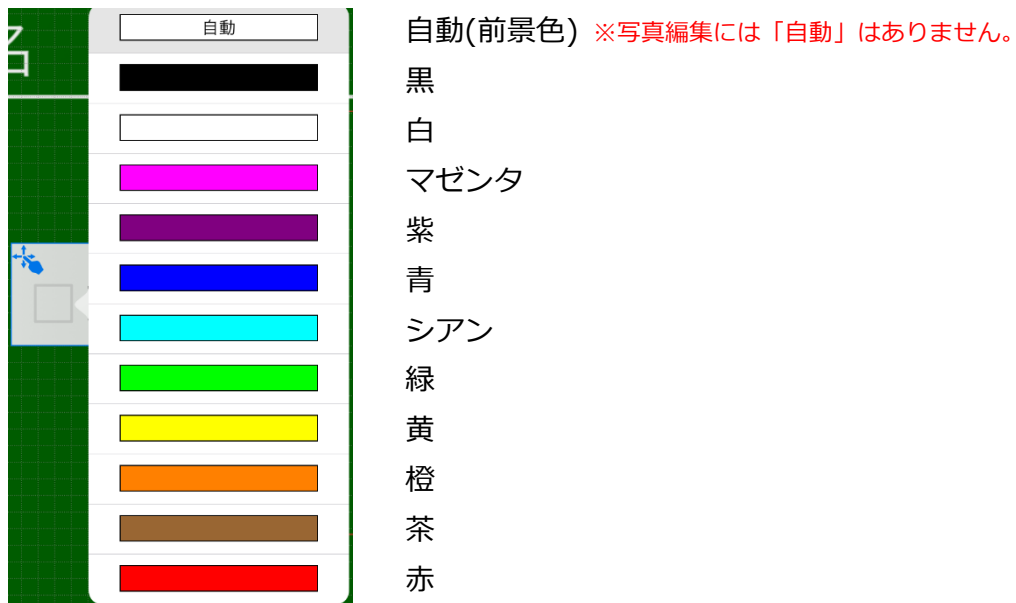 名
自動
自動(前景色) ※写真編集には「自動」はありません。
黒
白
マゼンタ
紫
青
シアン
緑
黄
橙
茶
赤